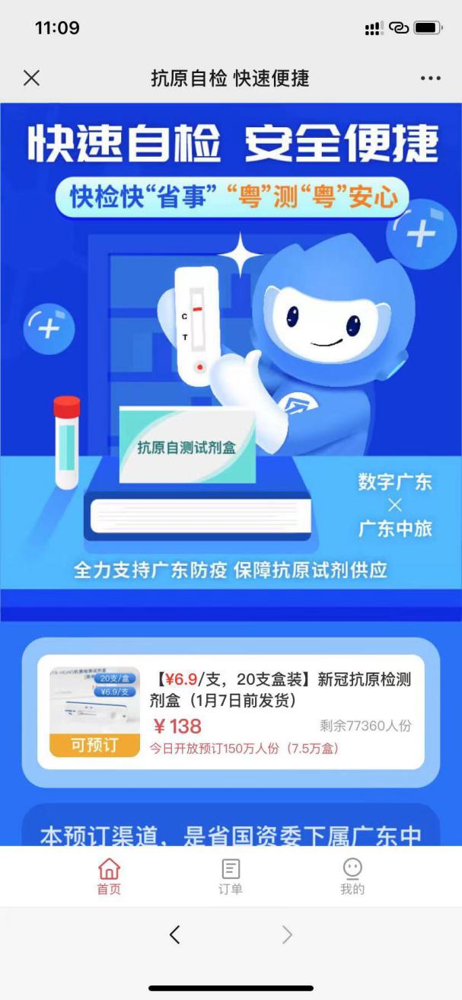 11:09
抗原自检 快速便捷
快速自检 安全便捷
快检快“省事” “粤”测“粤”安心
C
T
抗原自测试剂盒
数字广东
×
广东中旅
全力支持广东防疫 保障抗原试剂供应
20支/盒
¥6.9/支
可预订
【¥6.9/支，20支盒装】新冠抗原检测
剂盒（1月7日前发货）
¥138
剩余77360人份
今日开放预订150万人份（7.5万盒）
本预订渠道，是省国资委下属广东中
首页
订单
我的